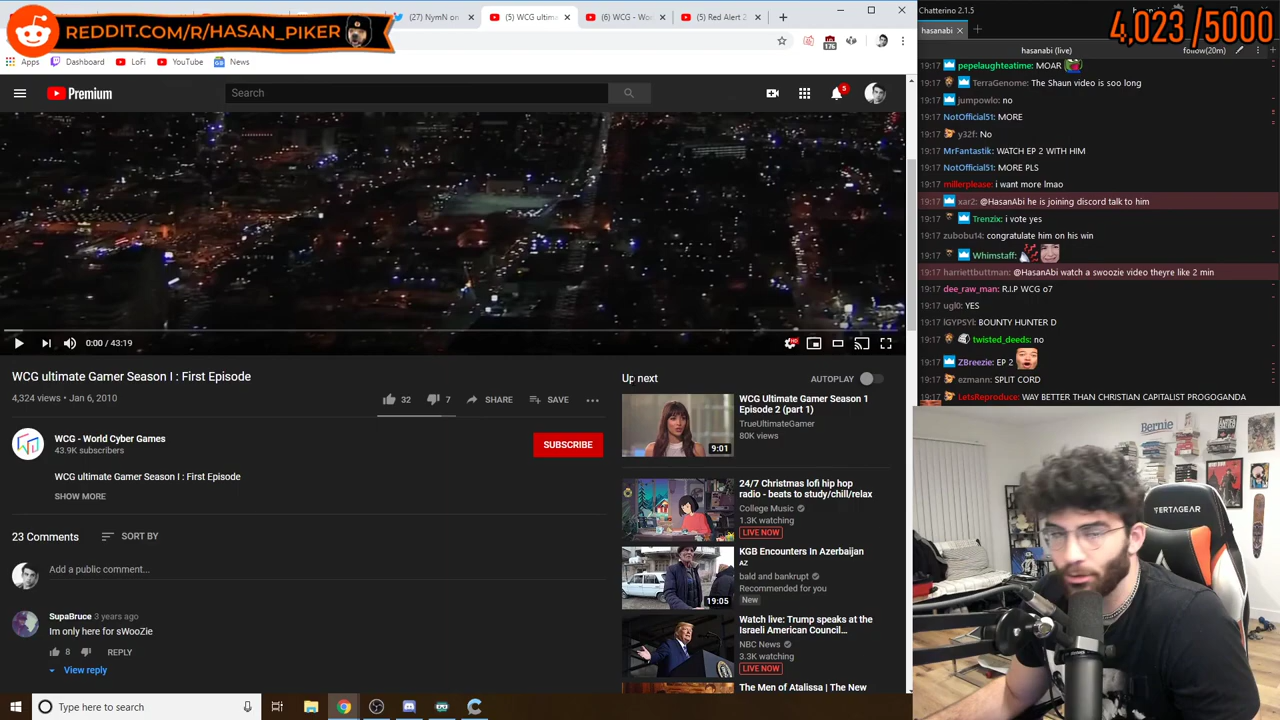 REDDIT.COM/R/HASAN_PIKER
(27) NymN on
(5) WCG ultima
(6) WCG - Wo
(5) Red Alert 2
176
Apps
Dashboard
LoFi
YouTube
News
Premium
Search
5
0:00 / 43:19
HD
WCG ultimate Gamer Season I : First Episode
4,324 views • Jan 6, 2010
32
7
SHARE
SAVE
WCG - World Cyber Games
43.9K subscribers
SUBSCRIBE
WCG ultimate Gamer Season I : First Episode
SHOW MORE
23 Comm
SORT BY
Add a public comment...
SupaBruce 3 years ago
Im only here for sWooZie
8
REPLY
View reply
Up next
AUTOPLAY
WCG Ultimate Gamer Season 1
Episode 2 (part 1)
TrueUltimateGamer
80K views
9:01
24/7 Christmas lofi hip hop
radio - beats to study/chill/relax
College Music
1.3K watching
LIVE NOW
KGB Encounters In Azerbaijan
AZ
bald and bankrupt
Recommended for you
New
19:05
Watch live: Trump speaks at the
Israeli American Council...
NBC News
3.3K watching
LIVE NOW
The Men of Atalissa | The New
Type here to search
Chatterino 2.1.5
4,023 /5000
hasanabi
hasanabi (live)
follow(20m)
19:17 pepelaughteatime: MOAR
19:17 TerraGenome: The Shaun video is soo long
19:17 jumpowlo: no
19:17 NotOfficial51: MORE
19:17 y32f: No
19:17 MrFantastik: WATCH EP 2 WITH HIM
19:17 NotOfficial51: MORE PLS
19:17 millerplease: i want more lmao
19:17 xar2: @HasanAbi he is joining discord talk to him
19:17 Trenzix: i vote yes
19:17 zubobu14: congratulate him on his win
19:17 Whimstaff:
19:17 harriettbuttman: @HasanAbi watch a swoozie video theyre like 2 min
19:17 dee_raw_man: R.I.P WCG o7
19:17 ugl0: YES
19:17 IGYPSYI: BOUNTY HUNTER D
19:17 twisted_deeds: no
19:17 ZBreezie: EP 2
19:17 ezmann: SPLIT CORD
19:17 LetsReproduce: WAY BETTER THAN CHRISTIAN CAPITALIST PROGOGANDA
Bernie
TERTAGEAR